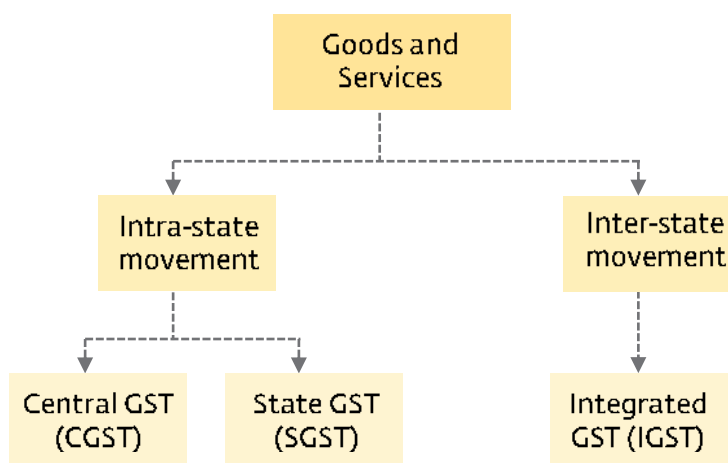 Goods and
Services
Intra-state
movement
Inter-state
movement
Central GST
(CGST)
State GST
(SGST)
Integrated
GST (IGST)